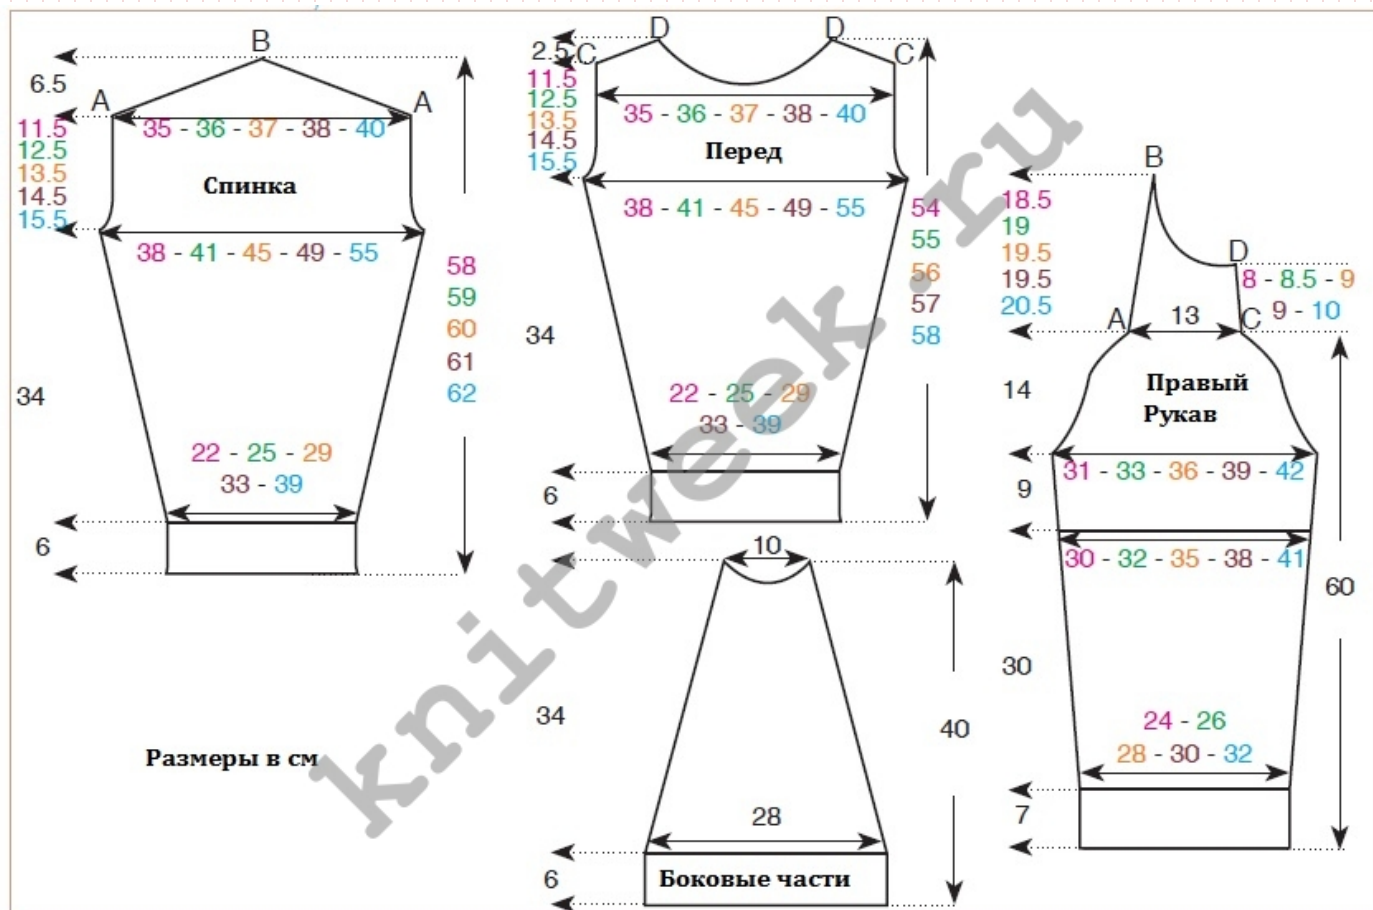 B
6.5
A
A
11.5
12.5
13.5
14.5
15.5
35 - 36 - 37 - 38 - 40
Спинка
38 - 41 - 45 - 49 - 55
58
59
60
61
62
34
22 - 25 - 29
33 - 39
6
D
D
2.5
C
C
11.5
12.5
13.5
14.5
15.5
35 - 36 - 37 - 38 - 40
Перед
38 - 41 - 45 - 49 - 55
54
55
56
57
58
34
22 - 25 - 29
33 - 39
6
10
34
40
28
6
Боковые части
B
18.5
19
19.5
19.5
20.5
D
8 - 8.5 - 9
9 - 10
A
13
C
14
Правый
Рукав
31 - 33 - 36 - 39 - 42
9
30 - 32 - 35 - 38 - 41
60
30
24 - 26
28 - 30 - 32
7
Размеры в см
knitweek.ru